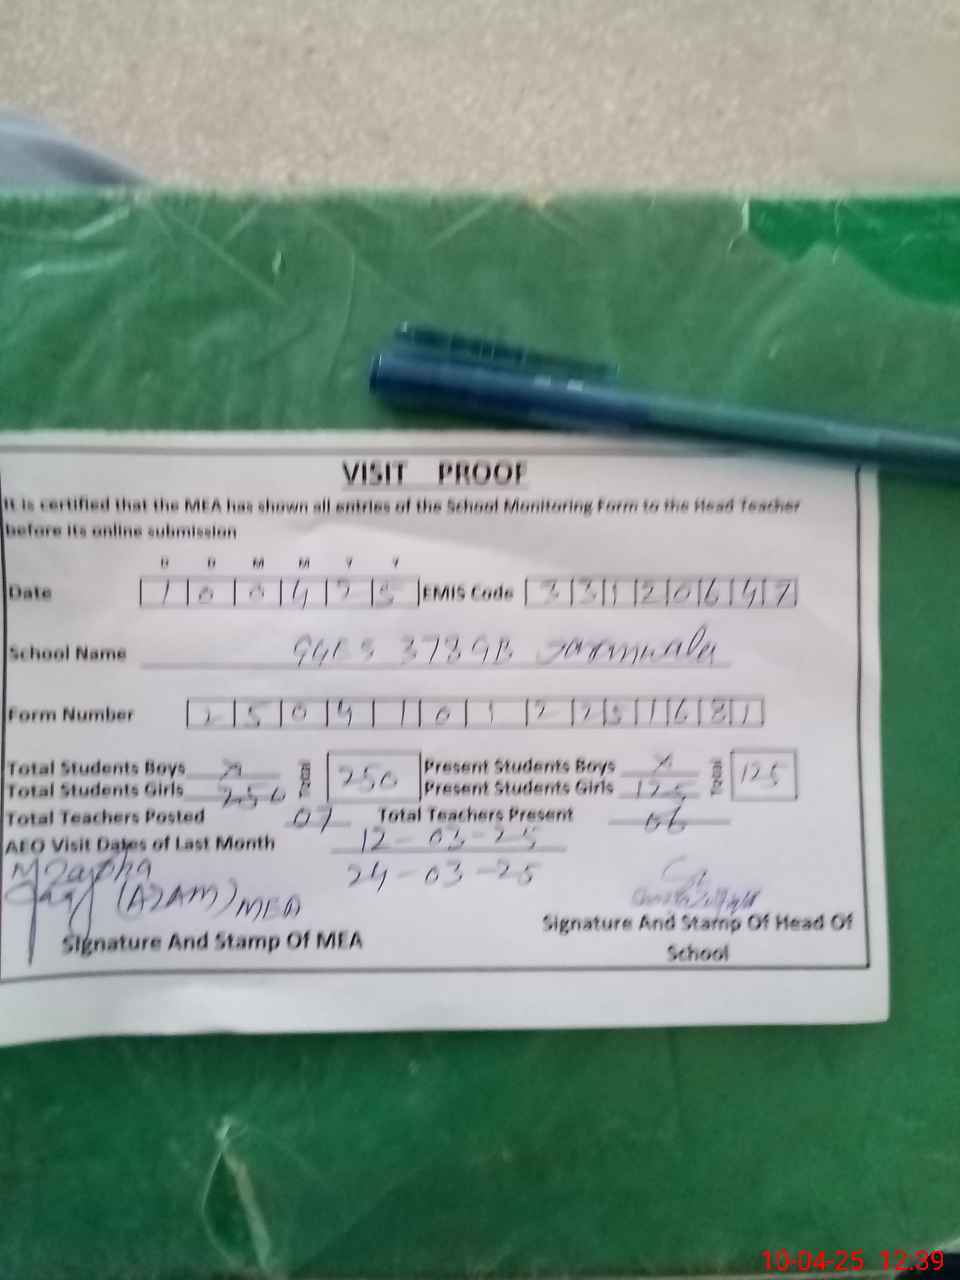 VISIT PROOF
It is certified that the MEA has shown all entries of the School Monitoring Form to the Head Teacher
before its online submission
D D M M Y Y
Date 1 0 0 4 2 5 EMIS Code 3 3 1 2 0 6 4 7
School Name GGES 378 GB Jaranwala
Form Number 2 5 0 4 1 0 1 2 2 5 1 6 8 1
Total Students Boys x Total 250 Present Students Boys x Total 125
Total Students Girls 250 Present Students Girls 125
Total Teachers Posted 07 Total Teachers Present 06
AEO Visit Dates of Last Month 12-03-25
24-03-25
(AZAM) MEA
Signature And Stamp Of MEA
Signature And Stamp Of Head Of
School
10-04-25 12:39